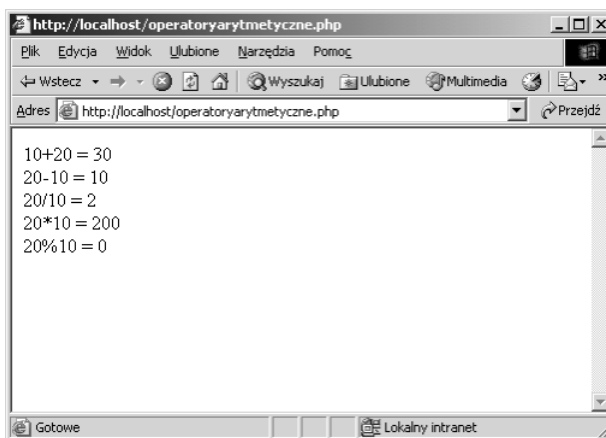 http://localhost/operatoryarytmetyczne.php
Plik Edycja Widok Ulubione Narzędzia Pomoc
Wstecz Wyszukaj Ulubione Multimedia »
Adres http://localhost/operatoryarytmetyczne.php Przejdź
10+20 = 30
20-10 = 10
20/10 = 2
20*10 = 200
20%10 = 0
Gotowe Lokalny intranet